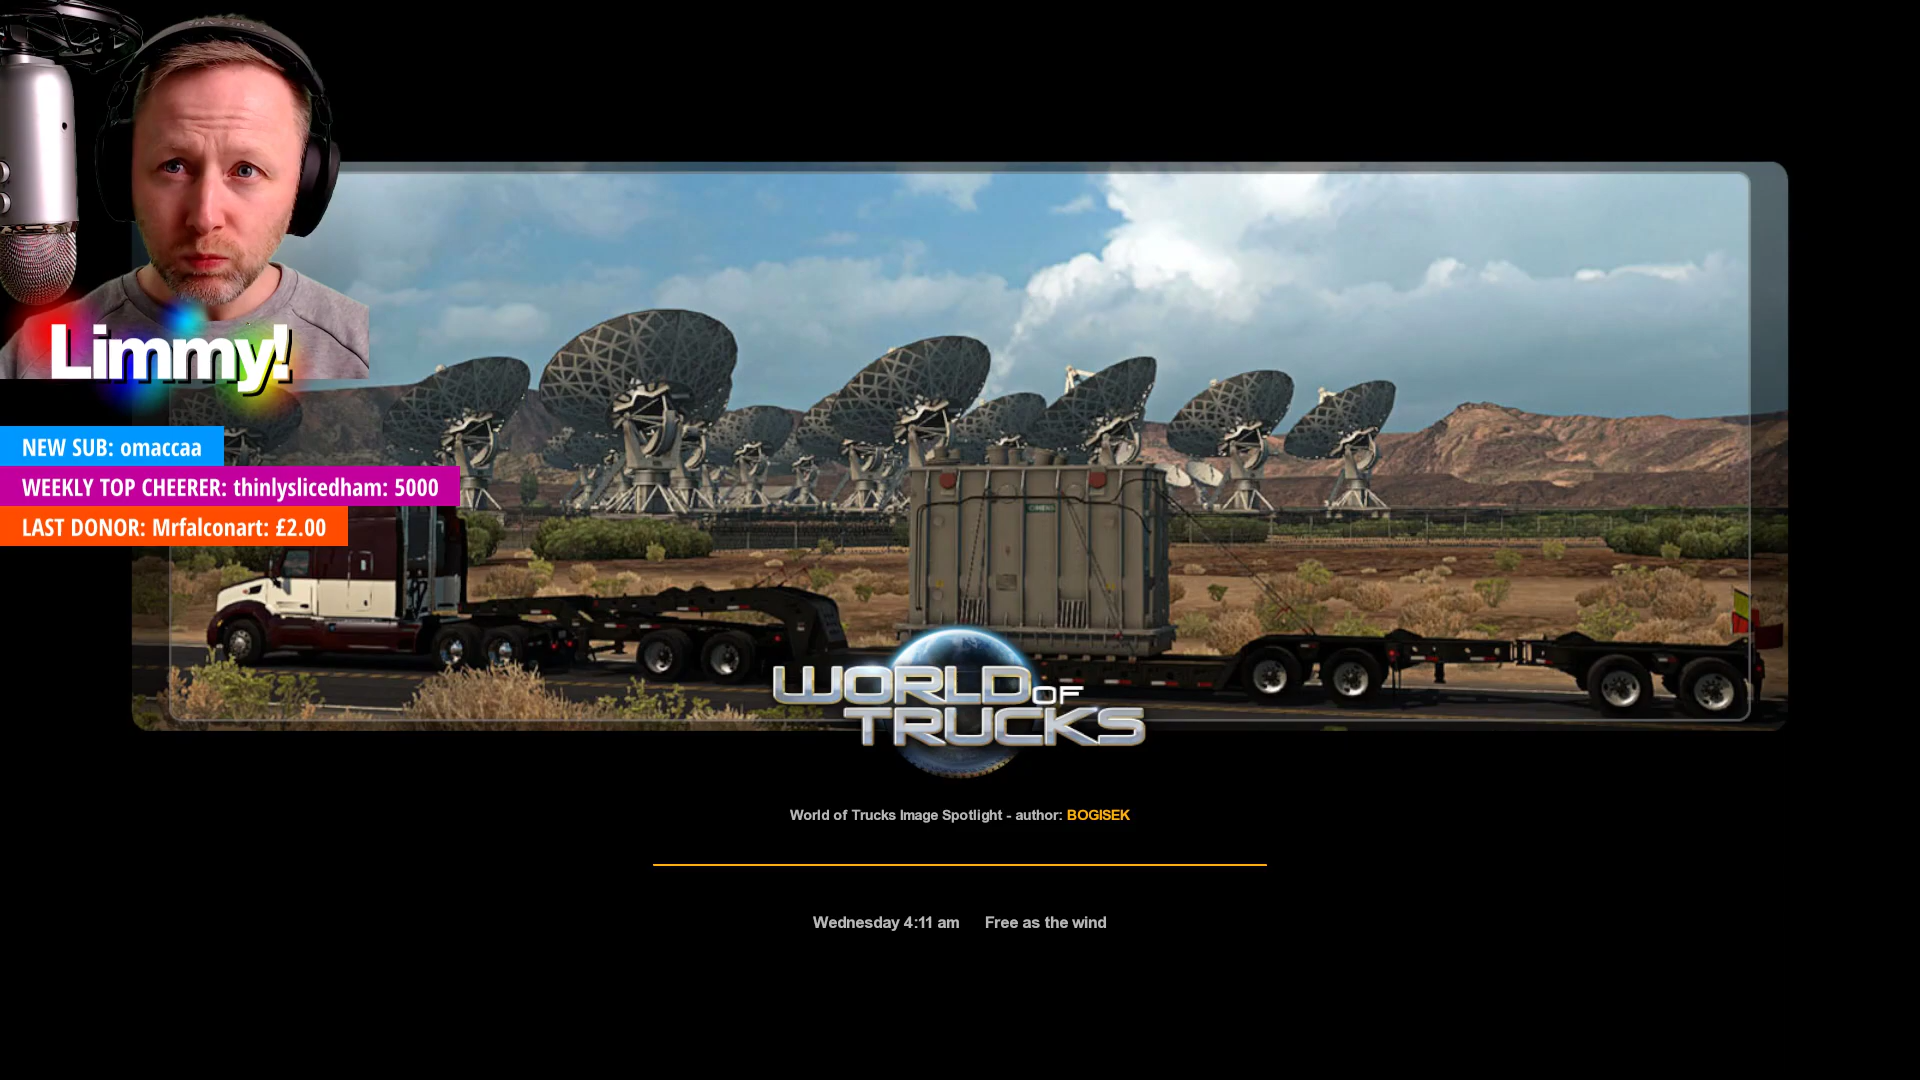 Limmy!
NEW SUB: omaccaa
WEEKLY TOP CHEERER: thinlyslicedham: 5000
LAST DONOR: Mrfalconart: £2.00
WORLD OF
TRUCKS
World of Trucks Image Spotlight - author: BOGISEK
Wednesday 4:11 am Free as the wind